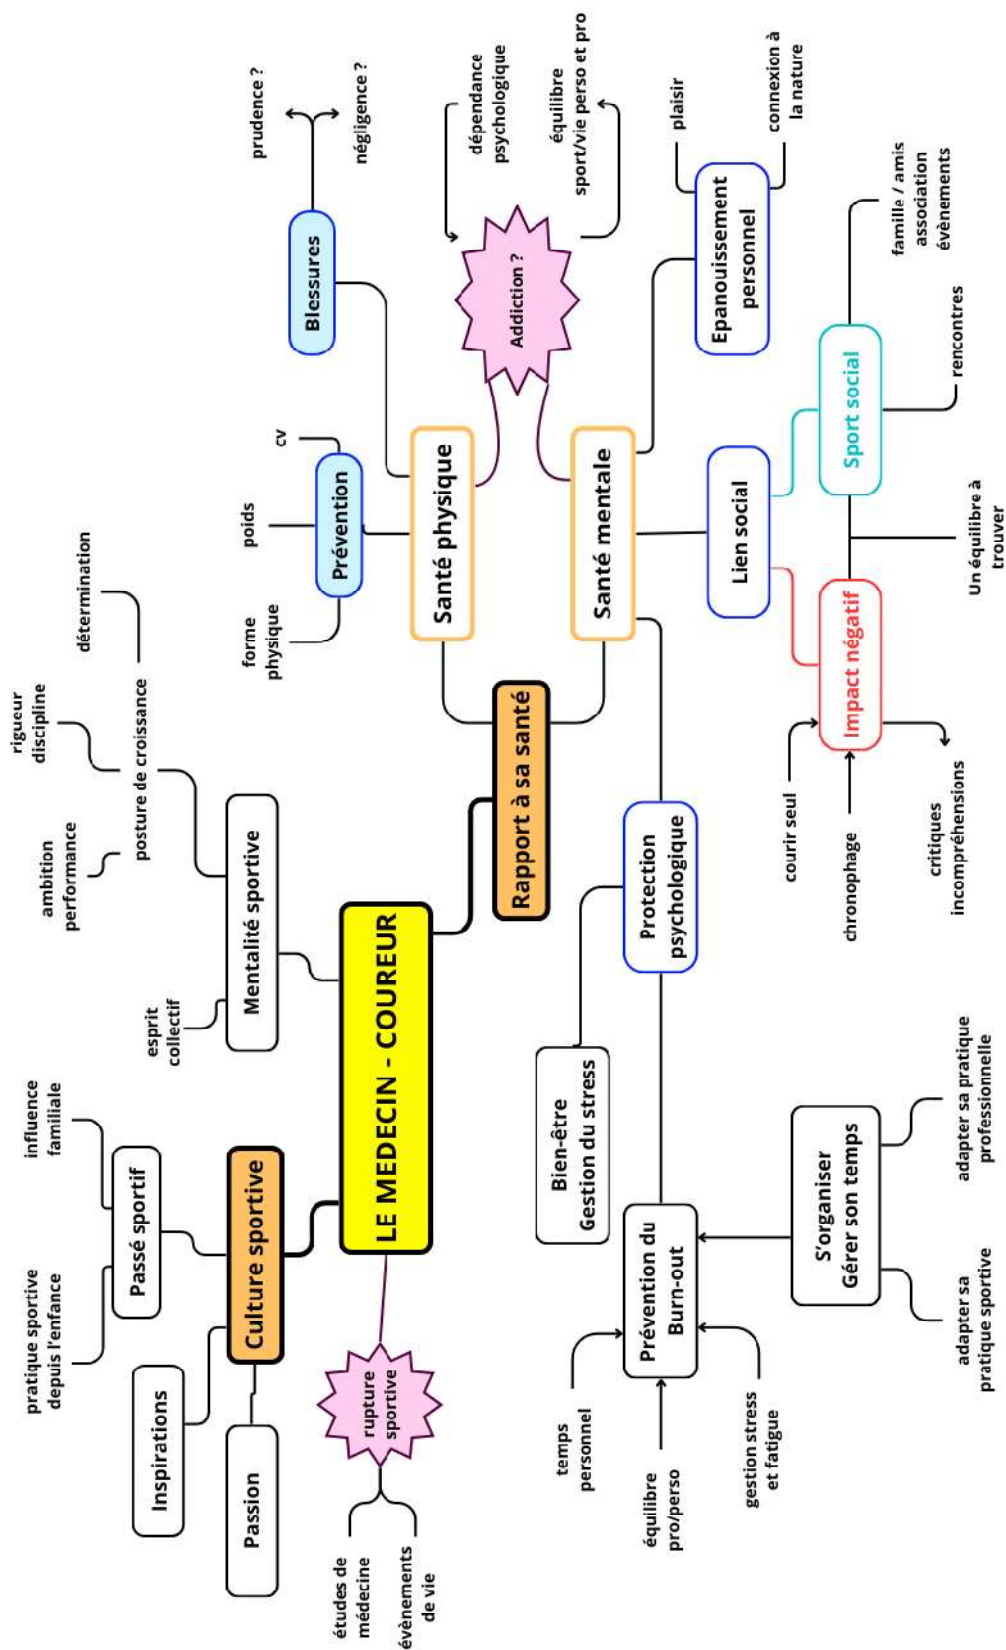 pratique sportive
depuis l'enfance
influence
familiale
Passé sportif
Inspirations
Passion
Culture sportive
esprit
collectif
ambition
performance
rigueur
discipline
détermination
posture de croissance
Mentalité sportive
études de
médecine
évènements
de vie
rupture
sportive
LE MEDECIN - COUREUR
Rapport à sa santé
forme
physique
poids
cv
Prévention
prudence ?
négligence ?
Blessures
Santé physique
Addiction ?
dépendance
psychologique
équilibre
sport/vie perso et pro
Santé mentale
Epanouissement
personnel
plaisir
connexion à
la nature
Bien-être
Gestion du stress
Protection
psychologique
Prévention du
Burn-out
temps
personnel
équilibre
pro/perso
gestion stress
et fatigue
S'organiser
Gérer son temps
adapter sa
pratique sportive
adapter sa pratique
professionnelle
Lien social
Impact négatif
courir seul
chronophage
critiques
incompréhensions
Sport social
Un équilibre à
trouver
rencontres
famille / amis
association
évènements